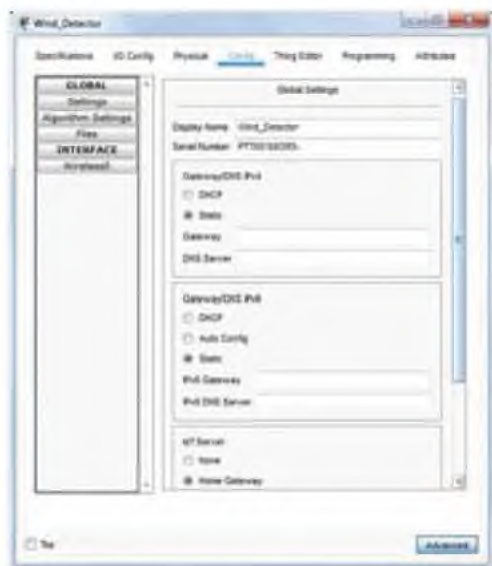 Wind_Detector
Specifications I/O Config Physical Config Thing Editor Programming Attributes
GLOBAL
Settings
Algorithm Settings
Files
INTERFACE
Wireless0
Global Settings
Display Name Wind_Detector
Serial Number
Gateway/DNS IPv4
DHCP
Static
Gateway
DNS Server
Gateway/DNS IPv6
DHCP
Auto Config
Static
IPv6 Gateway
IPv6 DNS Server
IoT Server
None
Home Gateway
Top
Advanced